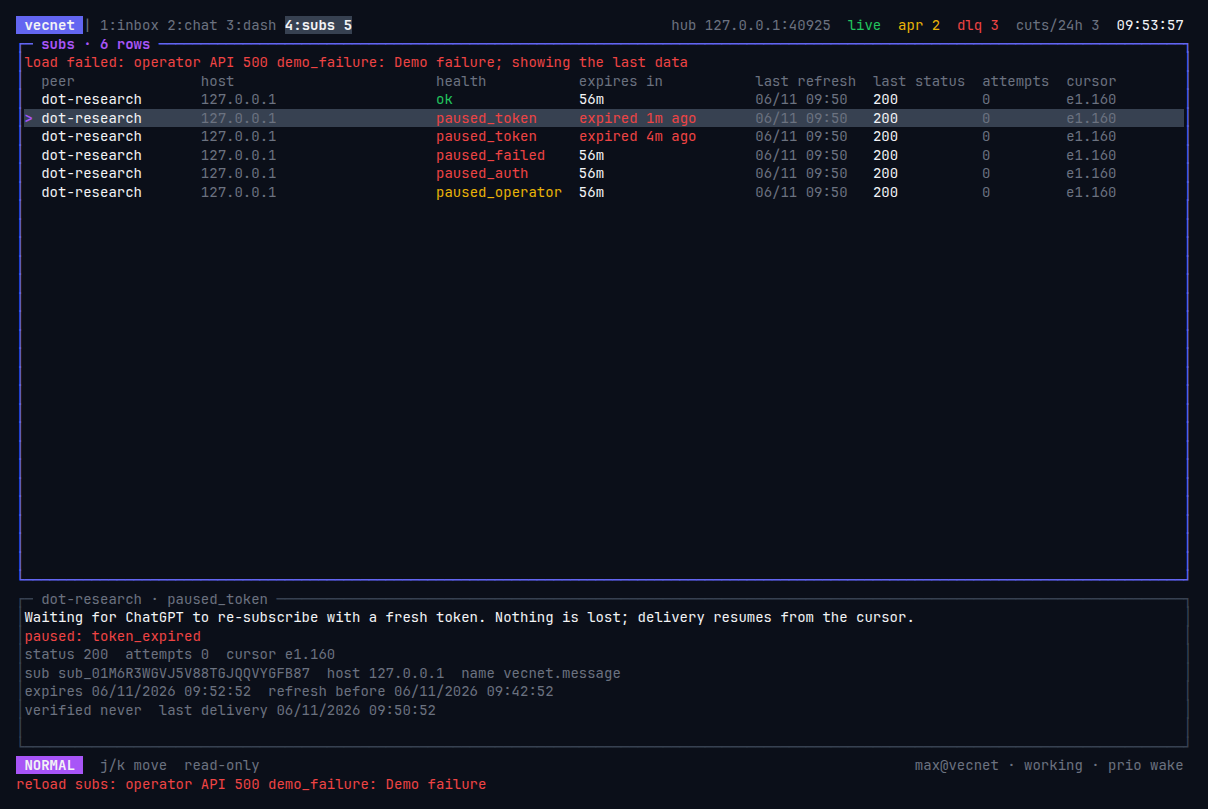 vecnet | 1:inbox 2:chat 3:dash 4:subs 5 hub 127.0.0.1:40925 live apr 2 dlq 3 cuts/24h 3 09:53:57
subs · 6 rows
load failed: operator API 500 demo_failure: Demo failure; showing the last data
peer host health expires in last refresh last status attempts cursor
dot-research 127.0.0.1 ok 56m 06/11 09:50 200 0 e1.160
> dot-research 127.0.0.1 paused_token expired 1m ago 06/11 09:50 200 0 e1.160
dot-research 127.0.0.1 paused_token expired 4m ago 06/11 09:50 200 0 e1.160
dot-research 127.0.0.1 paused_failed 56m 06/11 09:50 200 0 e1.160
dot-research 127.0.0.1 paused_auth 56m 06/11 09:50 200 0 e1.160
dot-research 127.0.0.1 paused_operator 56m 06/11 09:50 200 0 e1.160
dot-research · paused_token
Waiting for ChatGPT to re-subscribe with a fresh token. Nothing is lost; delivery resumes from the cursor.
paused: token_expired
status 200 attempts 0 cursor e1.160
sub sub_01M6R3WGVJ5V88TGJQQVYGFB87 host 127.0.0.1 name vecnet.message
expires 06/11/2026 09:52:52 refresh before 06/11/2026 09:42:52
verified never last delivery 06/11/2026 09:50:52
NORMAL j/k move read-only max@vecnet · working · prio wake
reload subs: operator API 500 demo_failure: Demo failure